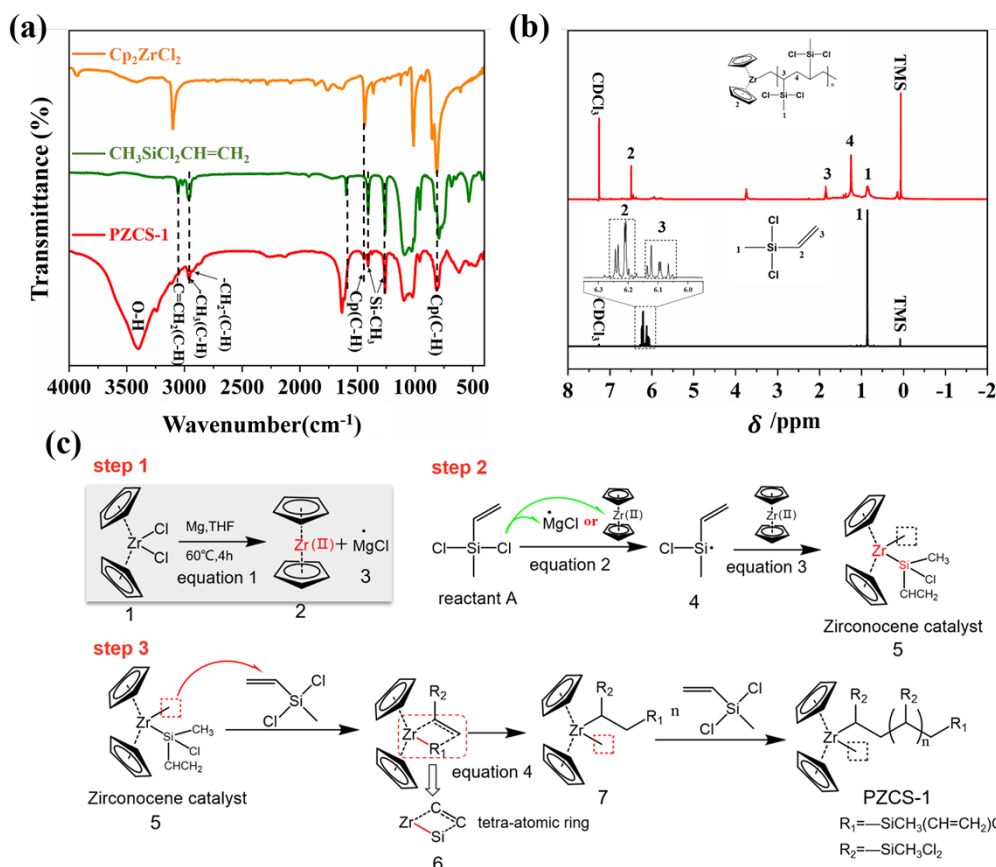 (a)
Cp₂ZrCl₂
CH₃SiCl₂CH=CH₂
PZCS-1
O-H
C=CH₂(C-H)
-CH₃(C-H)
-CH₂-(C-H)
Cp(C-H)
Si-CH₃
Cp(C-H)
Transmittance (%)
4000 3500 3000 2500 2000 1500 1000 500
Wavenumber(cm⁻¹)
(b)
CDCl₃
2
3
4
1
TMS
Zr
2
3
4
n
Cl Si Cl
Cl Si Cl
1
2
3
6.3 6.2 6.1 6.0
CDCl₃
1
TMS
Cl
1 Si 2 3
Cl
8 7 6 5 4 3 2 1 0 -1 -2
δ /ppm
(c)
step 1
Zr Cl Cl
Mg,THF
60℃,4h
equation 1
Zr(II) + MgCl
1
2
3
step 2
Cl Si Cl
reactant A
MgCl or Zr(II)
equation 2
Cl Si
4
Zr(II)
equation 3
Zr
Si CH₃
Cl
CHCH₂
Zirconocene catalyst
5
step 3
Zr
Si CH₃
Cl
CHCH₂
Zirconocene catalyst
5
Cl
Si
Cl
R₂
Zr
R₁
equation 4
Zr C C Si
tetra-atomic ring
6
R₂
Zr R₁
7
n
Cl
Si
Cl
R₂ R₂
Zr n R₁
PZCS-1
R₁=—SiCH₃(CH=CH₂)C
R₂=—SiCH₃Cl₂